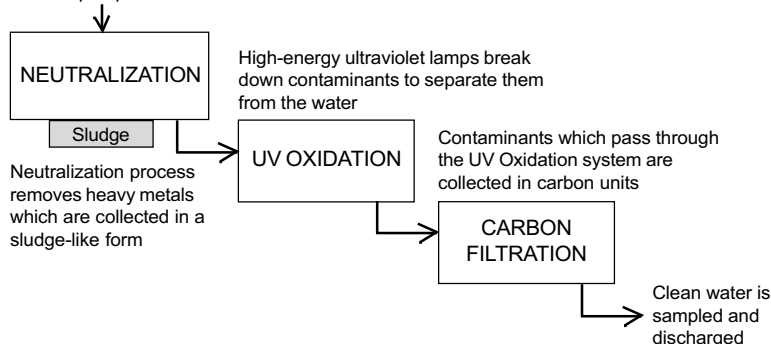 NEUTRALIZATION
Sludge
Neutralization process
removes heavy metals
which are collected in a
sludge-like form
High-energy ultraviolet lamps break
down contaminants to separate them
from the water
UV OXIDATION
Contaminants which pass through
the UV Oxidation system are
collected in carbon units
CARBON
FILTRATION
Clean water is
sampled and
discharged